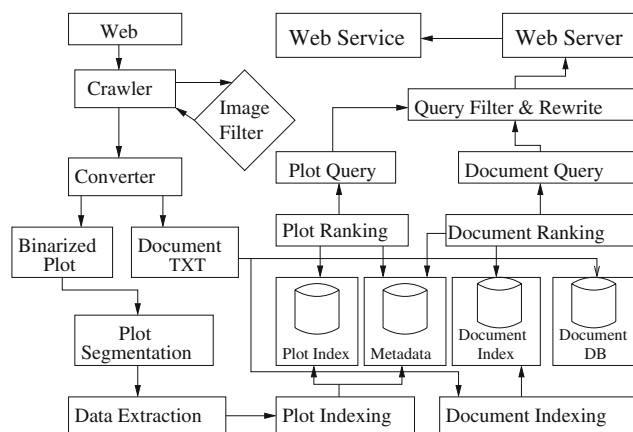 Web
Web Service
Web Server
Crawler
Image
Filter
Query Filter & Rewrite
Converter
Plot Query
Document Query
Binarized
Plot
Document
TXT
Plot Ranking
Document Ranking
Plot
Segmentation
Plot Index
Metadata
Document
Index
Document
DB
Data Extraction
Plot Indexing
Document Indexing